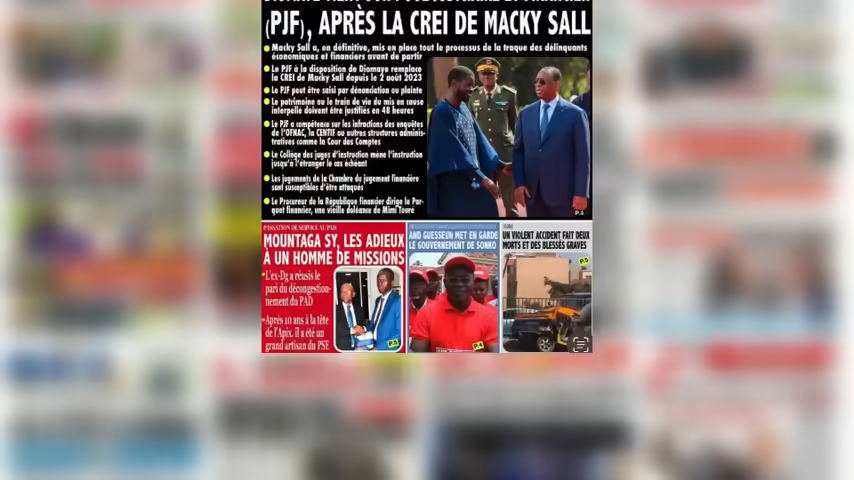 (PJF), APRÈS LA CREI DE MACKY SALL
Macky Sall a, en définitive, mis en place tout le processus de la traque des délinquants
économiques et financiers avant de partir
Le PJF à la disposition de Diomaye remplace
la CREI de Macky Sall depuis le 2 août 2023
Le PJF peut être saisi par dénonciation ou plainte
Le patrimoine ou le train de vie du mis en cause
interpellé doivent être justifiés en 48 heures
Le PJF a compétence sur les infractions des enquêtes
de l'OFNAC, la CENTIF ou autres structures adminis-
tratives comme la Cour des Comptes
Le Collège des juges d'instruction mène l'instruction
jusqu'à l'étranger le cas échéant
Les jugements de la Chambre du jugement financière
sont susceptibles d'être attaqués
Le Procureur de la République financier dirige le Par-
quet financier, une vieille doléance de Mimi Touré
P.4
PASSATION DE SERVICE AU PAD
MOUNTAGA SY, LES ADIEUX
À UN HOMME DE MISSIONS
L'ex-Dg a réussi le
pari du décongestion-
nement du PAD
Après 10 ans à la tête
de l'Apix, il a été un
grand artisan du PSE
P.3
AND GUESSEUM MET EN GARDE
LE GOUVERNEMENT DE SONKO
P.4
UN VIOLENT ACCIDENT FAIT DEUX
MORTS ET DES BLESSÉS GRAVES
P.5